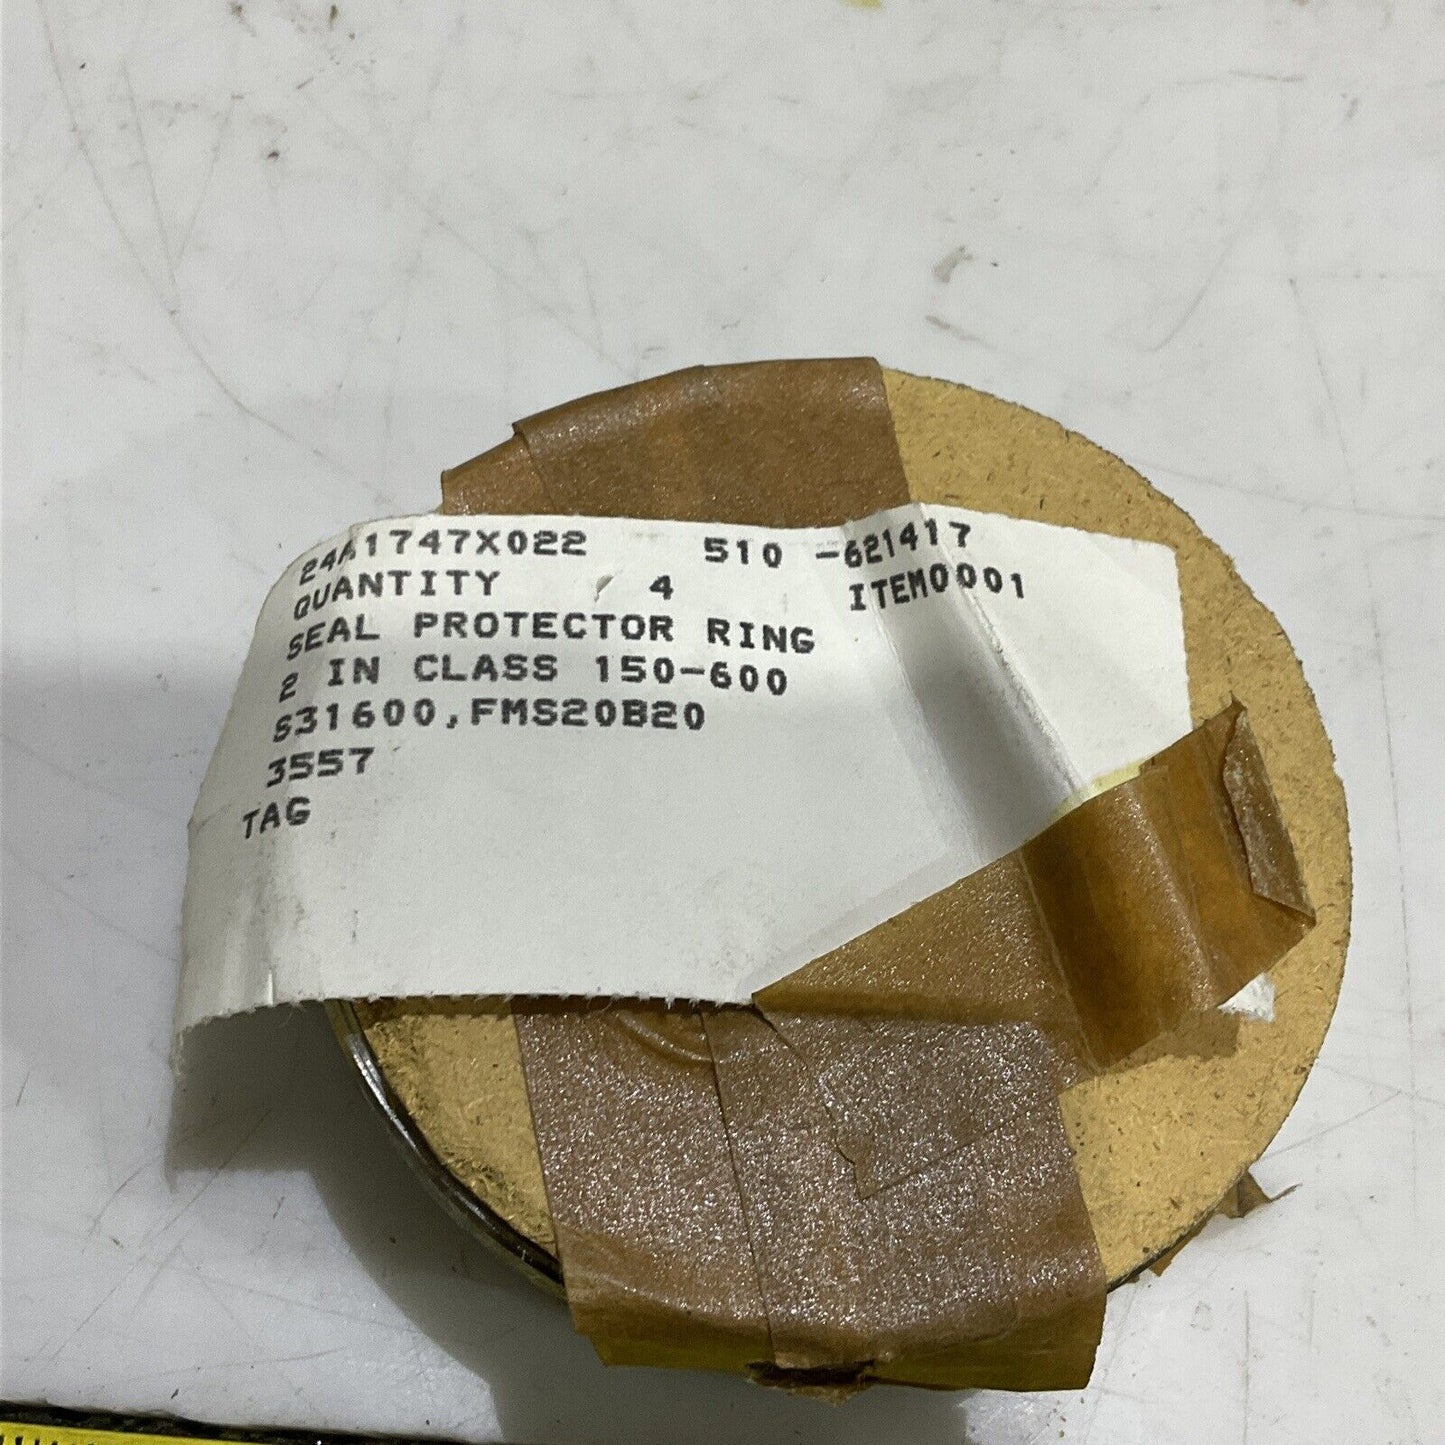 24A1747X022 510 -621417
QUANTITY 4 ITEM0001
SEAL PROTECTOR RING
2 IN CLASS 150-600
S31600,FMS20B20
3557
TAG